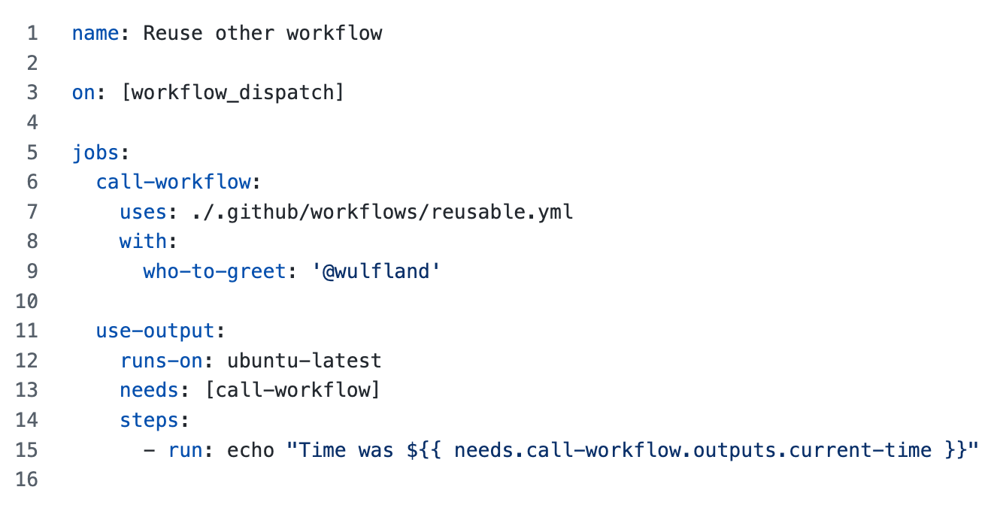 1 name: Reuse other workflow
2
3 on: [workflow_dispatch]
4
5 jobs:
6   call-workflow:
7     uses: ./.github/workflows/reusable.yml
8     with:
9       who-to-greet: '@wulfland'
10
11   use-output:
12     runs-on: ubuntu-latest
13     needs: [call-workflow]
14     steps:
15       - run: echo "Time was ${{ needs.call-workflow.outputs.current-time }}"
16